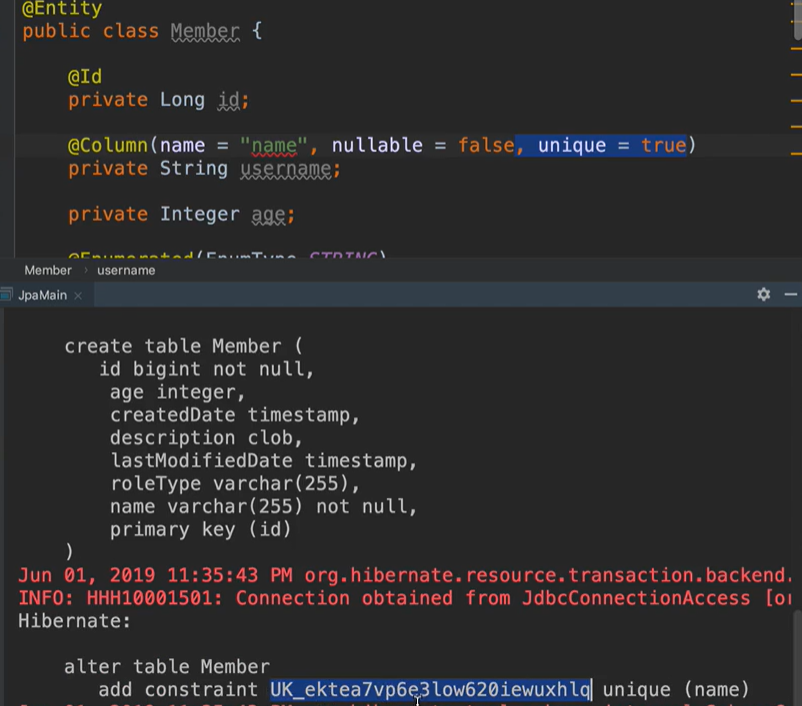 @Entity
public class Member {
@Id
private Long id;
@Column(name = "name", nullable = false, unique = true)
private String username;
private Integer age;
@Enumerated(EnumType.STRING)
Member › username
JpaMain ×
create table Member (
id bigint not null,
age integer,
createdDate timestamp,
description clob,
lastModifiedDate timestamp,
roleType varchar(255),
name varchar(255) not null,
primary key (id)
)
Jun 01, 2019 11:35:43 PM org.hibernate.resource.transaction.backend.
INFO: HHH10001501: Connection obtained from JdbcConnectionAccess [or
Hibernate:
alter table Member
add constraint UK_ektea7vp6e3low620iewuxhlq unique (name)